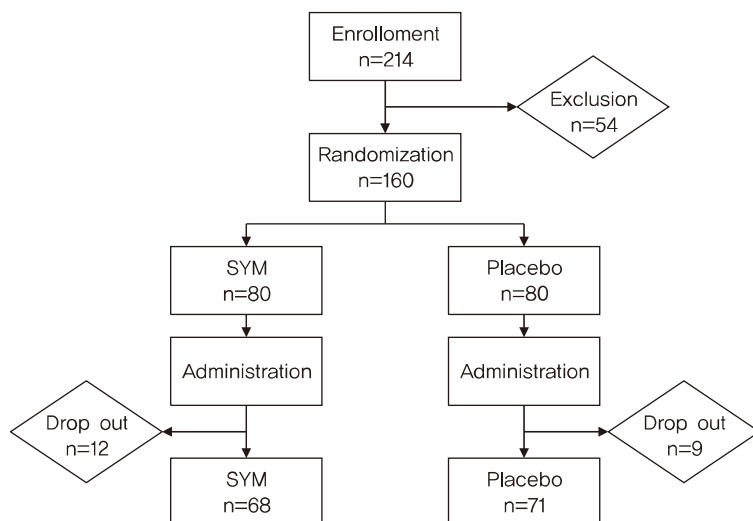 Enrolloment
n=214
Exclusion
n=54
Randomization
n=160
SYM
n=80
Placebo
n=80
Administration
Administration
Drop out
n=12
Drop out
n=9
SYM
n=68
Placebo
n=71